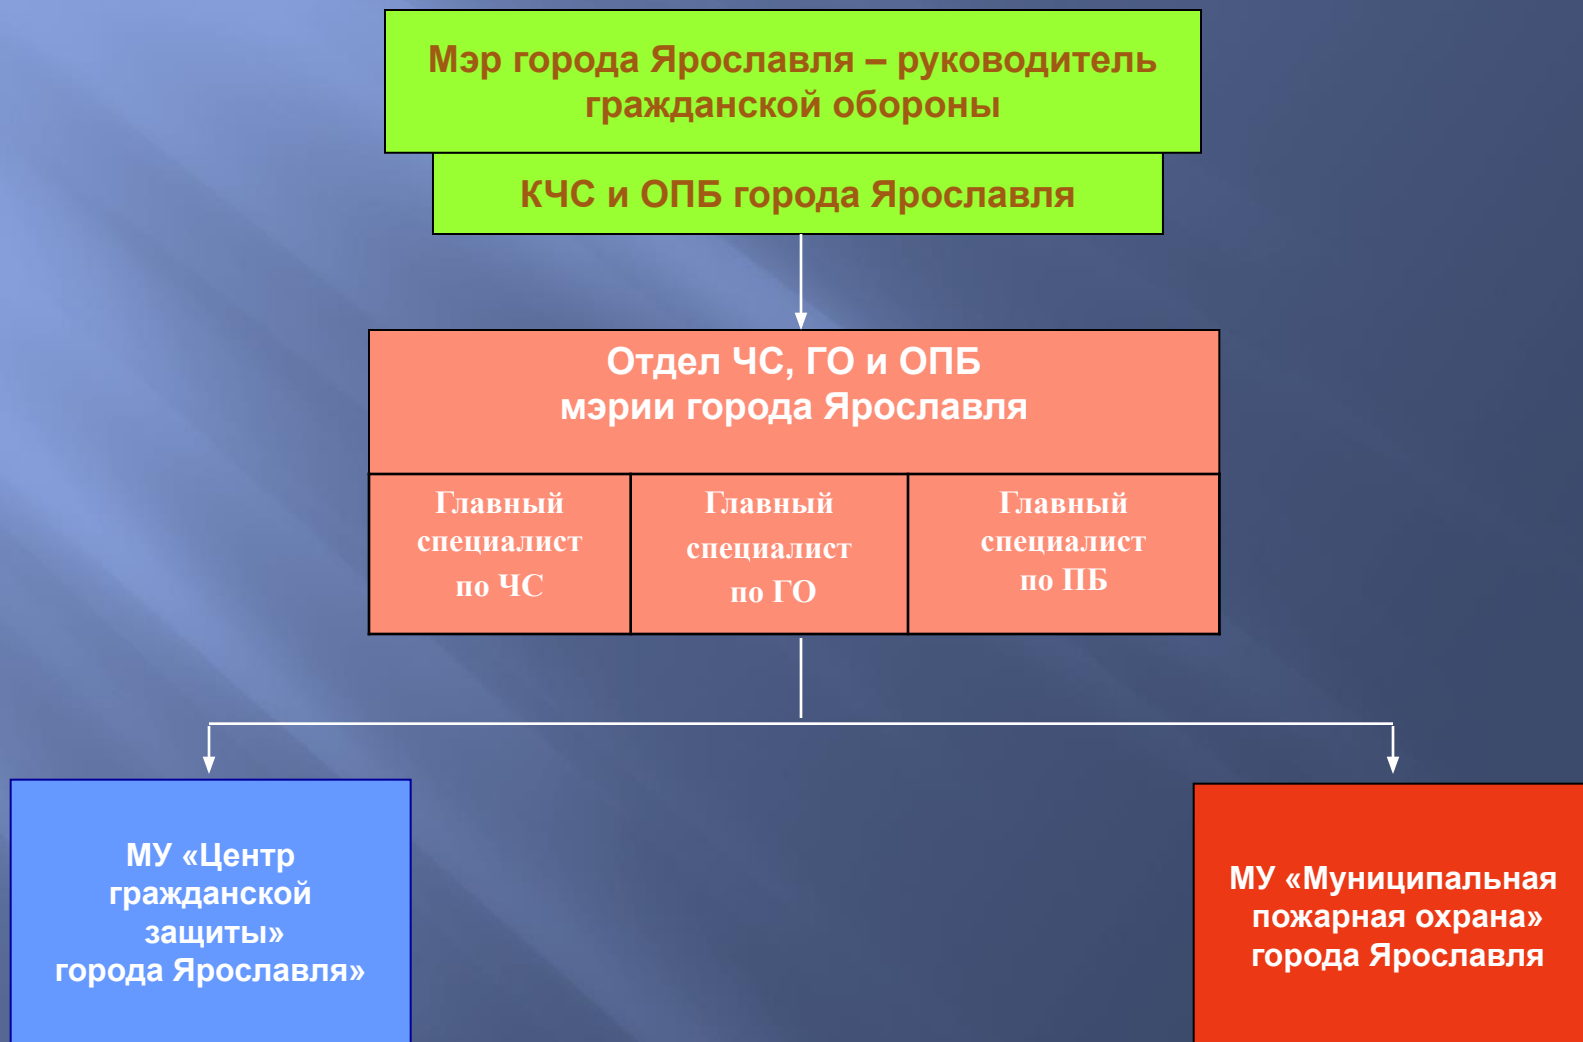 Мэр города Ярославля – руководитель
гражданской обороны
КЧС и ОПБ города Ярославля
Отдел ЧС, ГО и ОПБ
мэрии города Ярославля
Главный
специалист
по ЧС
Главный
специалист
по ГО
Главный
специалист
по ПБ
МУ «Центр
гражданской
защиты»
города Ярославля»
МУ «Муниципальная
пожарная охрана»
города Ярославля